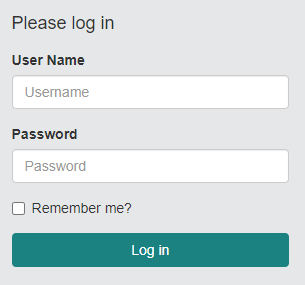 Please log in
User Name
Username
Password
Password
Remember me?
Log in